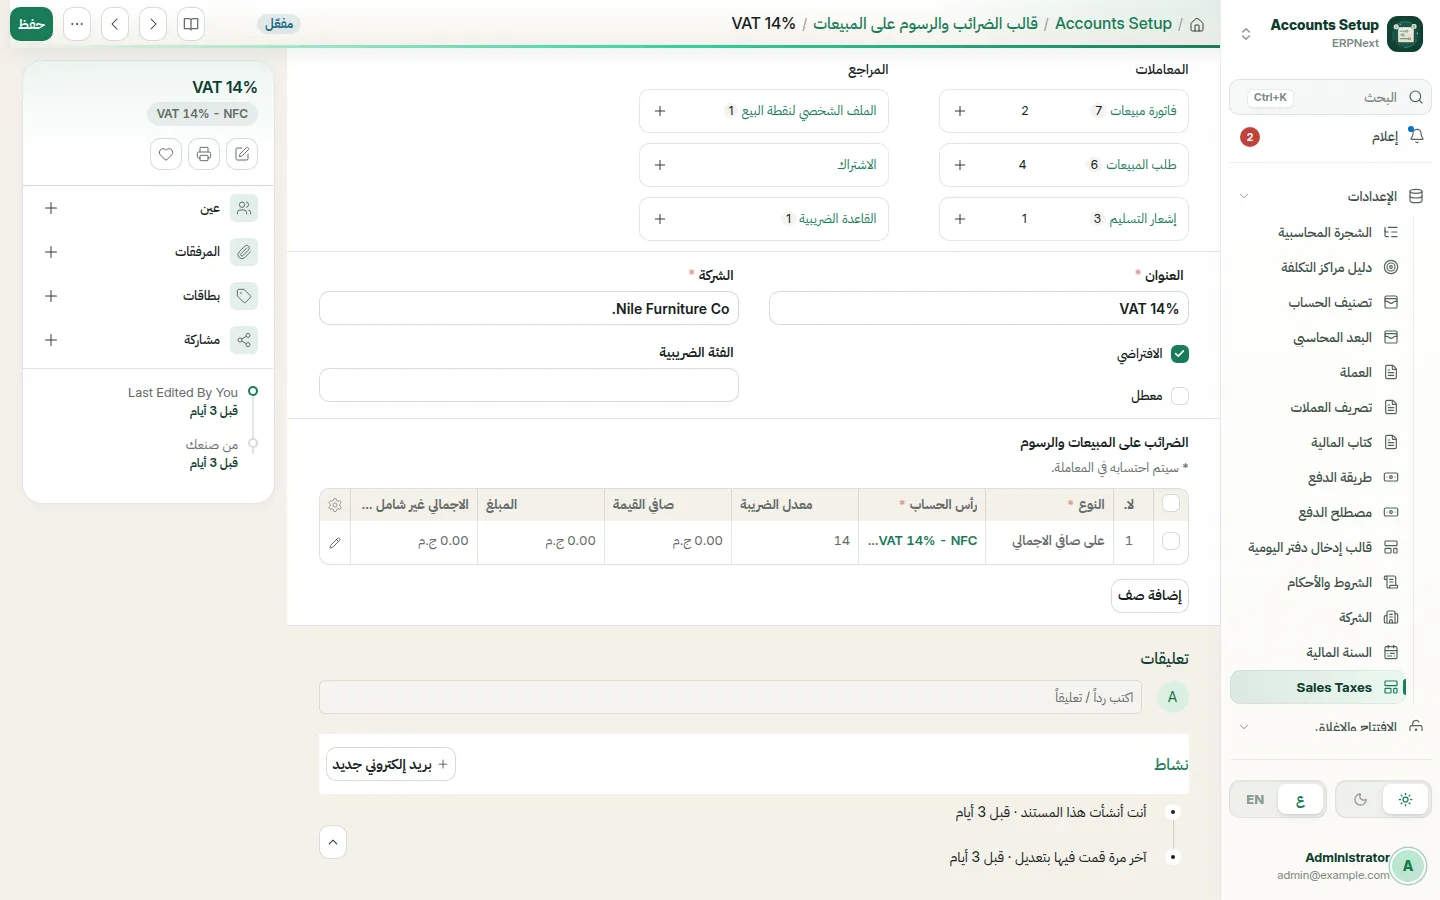 Accounts Setup
ERPNext
البحث
Ctrl+K
إعلام
2
الإعدادات
الشجرة المحاسبية
دليل مراكز التكلفة
تصنيف الحساب
البعد المحاسبي
العملة
تصريف العملات
كتاب المالية
طريقة الدفع
مصطلح الدفع
قالب إدخال دفتر اليومية
الشروط والأحكام
الشركة
السنة المالية
Sales Taxes
الافتتاح والإغلاق
ع
EN
Administrator
admin@example.com
A
Accounts Setup / قالب الضرائب والرسوم على المبيعات / VAT 14%
مفعّل
حفظ
المعاملات
المراجع
فاتورة مبيعات 7
2
الملف الشخصي لنقطة البيع 1
طلب المبيعات 6
4
الاشتراك
إشعار التسليم 3
1
القاعدة الضريبية 1
العنوان *
الشركة *
VAT 14%
Nile Furniture Co.
الافتراضي
الفئة الضريبية
معطل
الضرائب على المبيعات والرسوم
* سيتم احتسابه في المعاملة.
لا.
النوع *
رأس الحساب *
معدل الضريبة
صافي القيمة
المبلغ
الاجمالي غير شامل ...
1
على صافي الاجمالي
VAT 14% - NFC...
14
0.00 ج.م
0.00 ج.م
0.00 ج.م
إضافة صف
تعليقات
A
اكتب رداً / تعليقاً
نشاط
بريد إلكتروني جديد
أنت أنشأت هذا المستند · قبل 3 أيام
آخر مرة قمت فيها بتعديل · قبل 3 أيام
VAT 14%
VAT 14% - NFC
عين
المرفقات
بطاقات
مشاركة
Last Edited By You
قبل 3 أيام
من صنعك
قبل 3 أيام